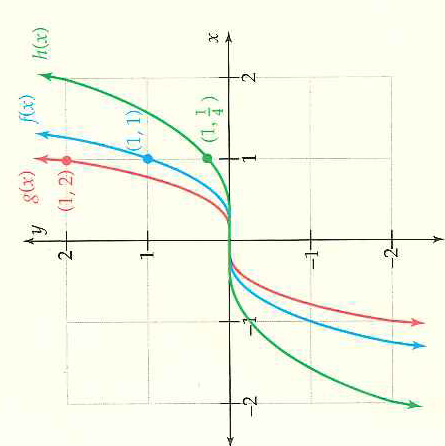 y
g(x)
f(x)
h(x)
2
(1, 2)
1
(1, 1)
(1, 1/4)
-2
-1
1
2
x
-1
-2